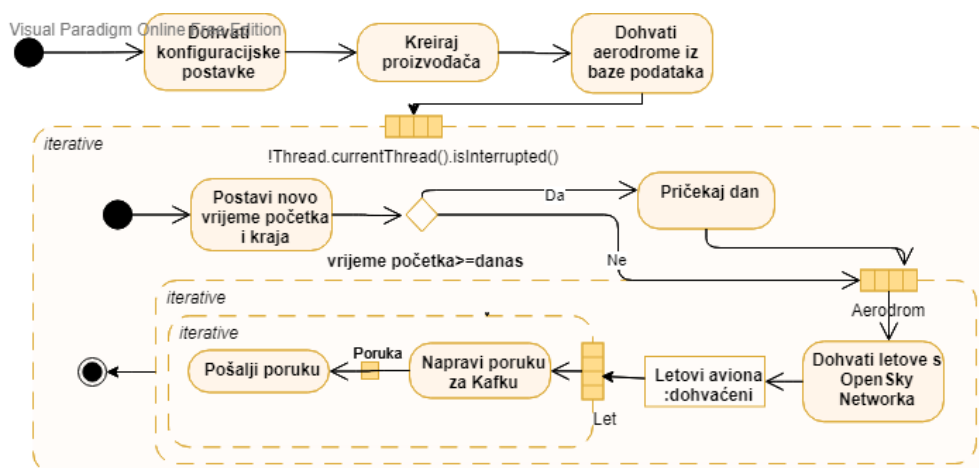 Visual Paradigm Online Free Edition
Dohvati
konfiguracijske
postavke
Kreiraj
proizvođača
Dohvati
aerodrome iz
baze podataka
iterative
!Thread.currentThread().isInterrupted()
Postavi novo
vrijeme početka
i kraja
Da
Pričekaj dan
vrijeme početka>=danas
Ne
iterative
Aerodrom
iterative
Pošalji poruku
Poruka
Napravi poruku
za Kafku
Let
Letovi aviona
:dohvaćeni
Dohvati letove s
OpenSky
Networka